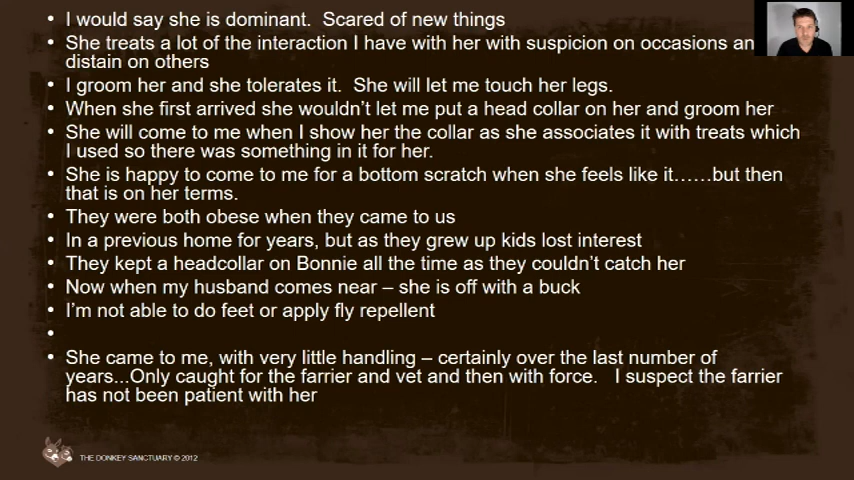 • I would say she is dominant.  Scared of new things
• She treats a lot of the interaction I have with her with suspicion on occasions an
distain on others
• I groom her and she tolerates it.  She will let me touch her legs.
• When she first arrived she wouldn't let me put a head collar on her and groom her
• She will come to me when I show her the collar as she associates it with treats which
I used so there was something in it for her.
• She is happy to come to me for a bottom scratch when she feels like it……but then
that is on her terms.
• They were both obese when they came to us
• In a previous home for years, but as they grew up kids lost interest
• They kept a headcollar on Bonnie all the time as they couldn't catch her
• Now when my husband comes near – she is off with a buck
• I'm not able to do feet or apply fly repellent
•
• She came to me, with very little handling – certainly over the last number of
years...Only caught for the farrier and vet and then with force.   I suspect the farrier
has not been patient with her
THE DONKEY SANCTUARY © 2012